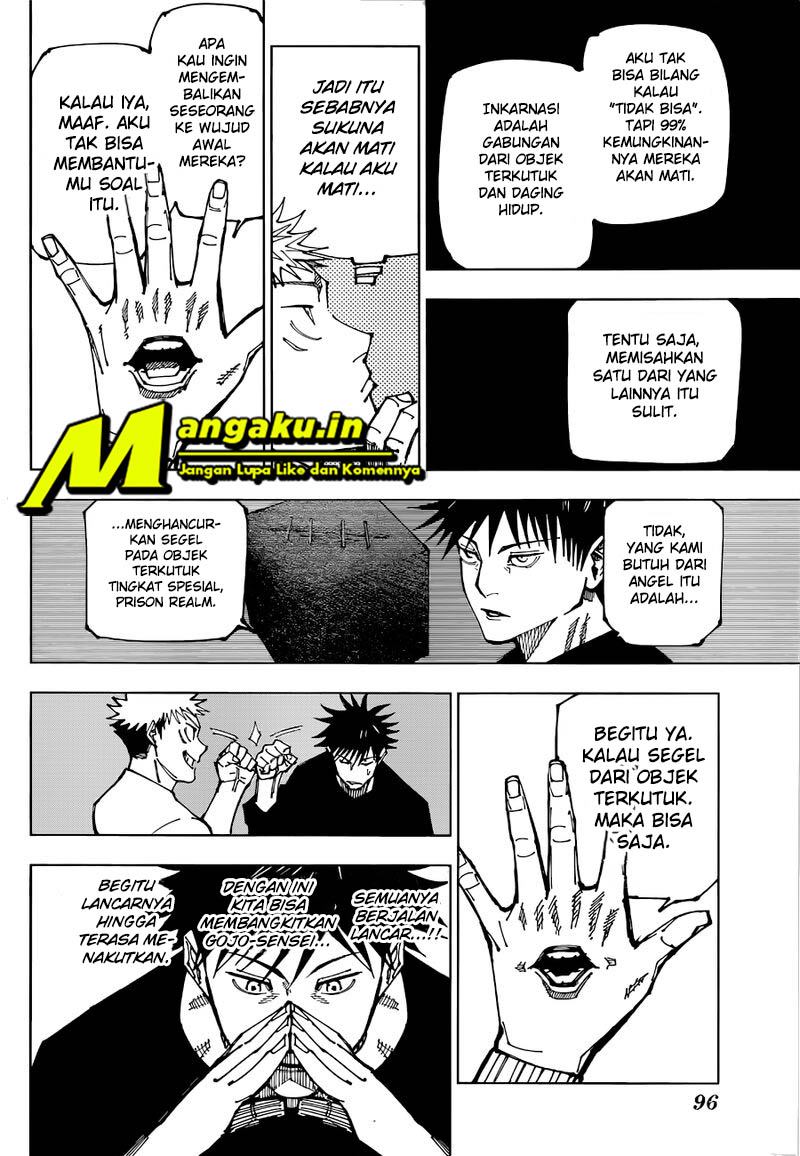 AKU TAK
BISA BILANG
KALAU
"TIDAK BISA".
TAPI 99%
KEMUNGKINAN-
NYA MEREKA
AKAN MATI.
INKARNASI
ADALAH
GABUNGAN
DARI OBJEK
TERKUTUK
DAN DAGING
HIDUP.
TENTU SAJA,
MEMISAHKAN
SATU DARI YANG
LAINNYA ITU
SULIT.
JADI ITU
SEBABNYA
SUKUNA
AKAN MATI
KALAU AKU
MATI...
APA
KAU INGIN
MENGEM-
BALIKAN
SESEORANG
KE WUJUD
AWAL
MEREKA?
KALAU IYA,
MAAF. AKU
TAK BISA
MEMBANTU-
MU SOAL
ITU.
Mangaku.in
Jangan Lupa Like dan Komennya
TIDAK,
YANG KAMI
BUTUH DARI
ANGEL ITU
ADALAH...
...MENGHANCUR-
KAN SEGEL
PADA OBJEK
TERKUTUK
TINGKAT SPESIAL,
PRISON REALM.
BEGITU YA.
KALAU SEGEL
DARI OBJEK
TERKUTUK.
MAKA BISA
SAJA.
SEMUANYA
BERJALAN
LANCAR...!!
DENGAN INI
KITA BISA
MEMBANGKITKAN
GOJO-SENSEI...
BEGITU
LANCARNYA
HINGGA
TERASA ME-
NAKUTKAN.
96